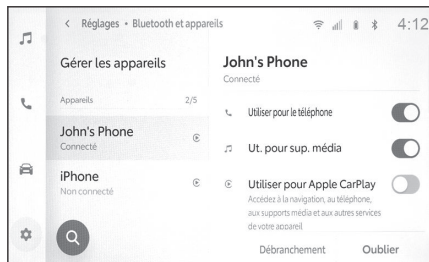 Réglages • Bluetooth et appareils
4:12
Gérer les appareils
Appareils 2/5
John's Phone
Connecté
iPhone
Non connecté
John's Phone
Connecté
Utiliser pour le téléphone
Ut. pour sup. média
Utiliser pour Apple CarPlay
Accédez à la navigation, au téléphone,
aux supports média et aux autres services
de votre appareil
Débranchement Oublier